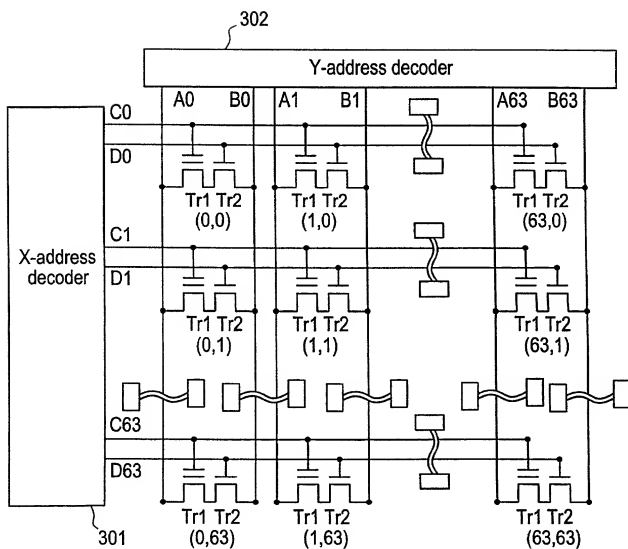 302
Y-address decoder
A0 B0 A1 B1 A63 B63
C0
D0
Tr1 Tr2 Tr1 Tr2 Tr1 Tr2
(0,0) (1,0) (63,0)
X-address
decoder
C1
D1
Tr1 Tr2 Tr1 Tr2 Tr1 Tr2
(0,1) (1,1) (63,1)
C63
D63
Tr1 Tr2 Tr1 Tr2 Tr1 Tr2
(0,63) (1,63) (63,63)
301